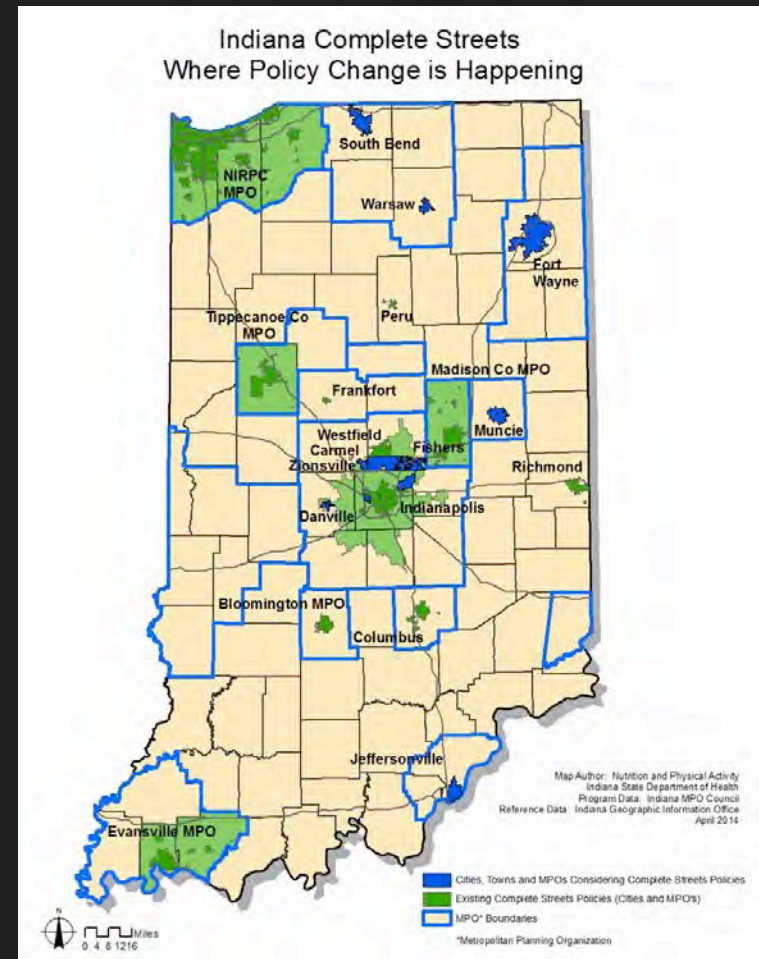 Indiana Complete Streets
Where Policy Change is Happening
South Bend
NIRPC
MPO
Warsaw
Fort
Wayne
Tippecanoe Co
MPO
Peru
Madison Co MPO
Frankfort
Westfield
Carmel
Zionsville
Fishers
Muncie
Richmond
Danville
Indianapolis
Bloomington MPO
Columbus
Jeffersonville
Evansville MPO
Map Author: Nutrition and Physical Activity
Indiana State Department of Health
Program Data: Indiana MPO Council
Reference Data: Indiana Geographic Information Office
April 2014
Cities, Towns and MPOs Considering Complete Streets Policies
Existing Complete Streets Policies (Cities and MPO's)
MPO* Boundaries
*Metropolitan Planning Organization
N
Miles
0 4 8 12 16